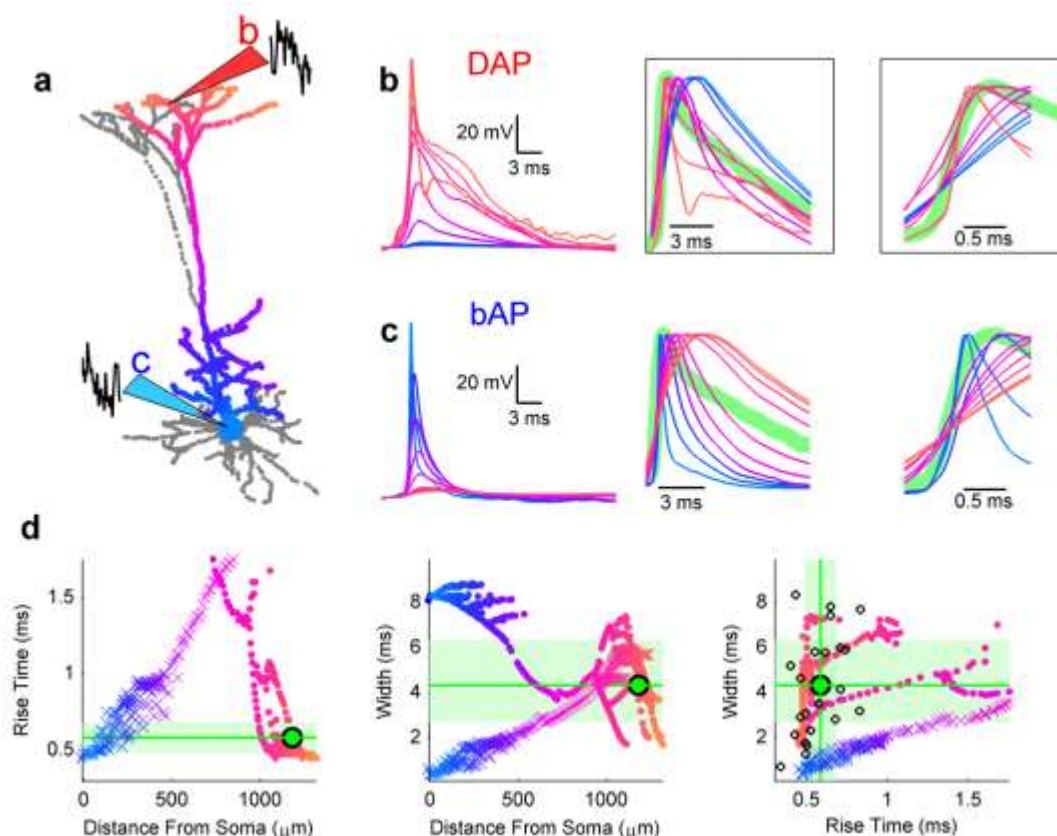 a
b
c
b
DAP
20 mV
3 ms
3 ms
0.5 ms
c
bAP
20 mV
3 ms
3 ms
0.5 ms
d
Rise Time (ms)
1.5
1
0.5
0
500
1000
Distance From Soma (μm)
Width (ms)
8
6
4
2
0
500
1000
Distance From Soma (μm)
Width (ms)
8
6
4
2
0.5
1
1.5
Rise Time (ms)